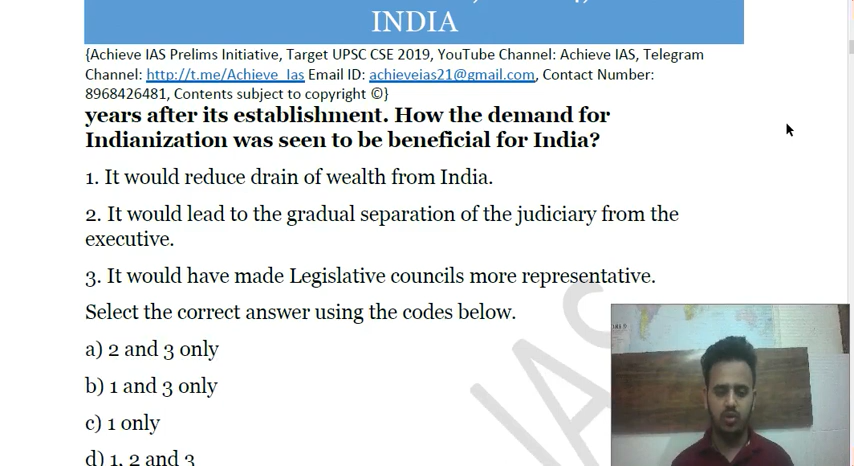 INDIA
{Achieve IAS Prelims Initiative, Target UPSC CSE 2019, YouTube Channel: Achieve IAS, Telegram
Channel: http://t.me/Achieve_Ias Email ID: achieveias21@gmail.com, Contact Number:
8968426481, Contents subject to copyright ©}
years after its establishment. How the demand for
Indianization was seen to be beneficial for India?
1. It would reduce drain of wealth from India.
2. It would lead to the gradual separation of the judiciary from the
executive.
3. It would have made Legislative councils more representative.
Select the correct answer using the codes below.
a) 2 and 3 only
b) 1 and 3 only
c) 1 only
d) 1, 2 and 3
IAS